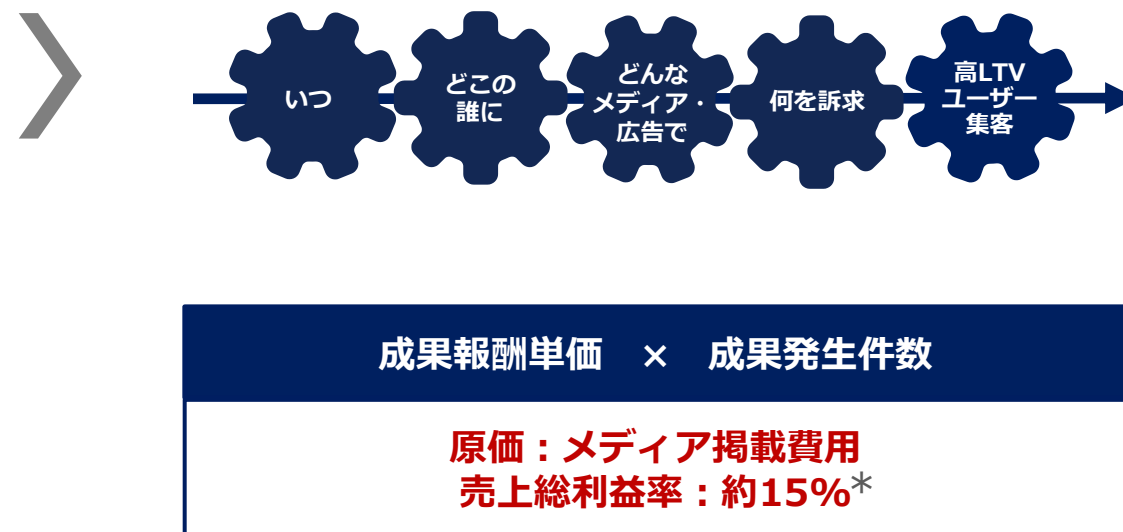 いつ
どこの
誰に
どんな
メディア・
広告で
何を訴求
高LTV
ユーザー
集客
成果報酬単価 × 成果発生件数
原価：メディア掲載費用
売上総利益率：約15%*